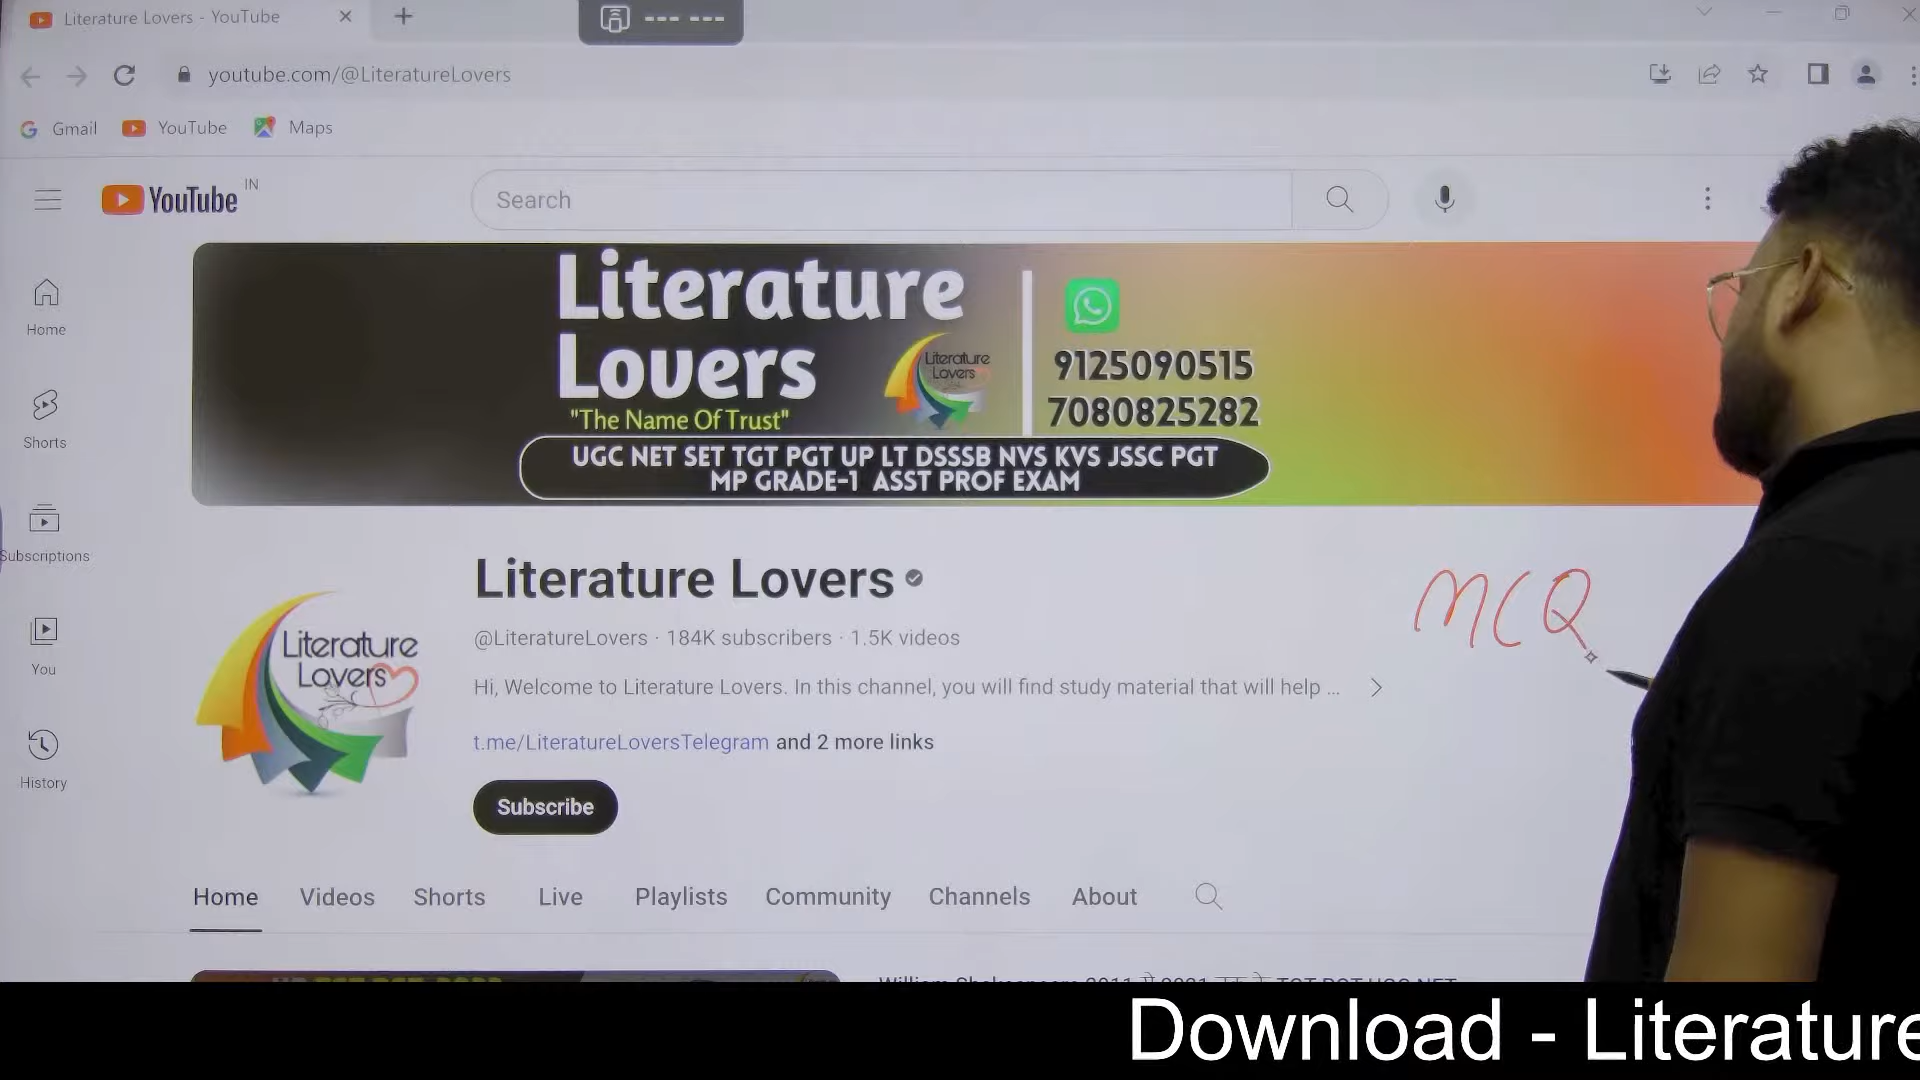 Literature Lovers - YouTube
youtube.com/@LiteratureLovers
Gmail
YouTube
Maps
YouTube IN
Search
Home
Shorts
Subscriptions
You
History
Literature
Lovers
"The Name Of Trust"
Literature
Lovers
9125090515
7080825282
UGC NET SET TGT PGT UP LT DSSSB NVS KVS JSSC PGT
MP GRADE-1 ASST PROF EXAM
Literature
Lovers
Literature Lovers
@LiteratureLovers · 184K subscribers · 1.5K videos
Hi, Welcome to Literature Lovers. In this channel, you will find study material that will help ...
t.me/LiteratureLoversTelegram and 2 more links
Subscribe
MCQ
Home Videos Shorts Live Playlists Community Channels About
Download - Literature